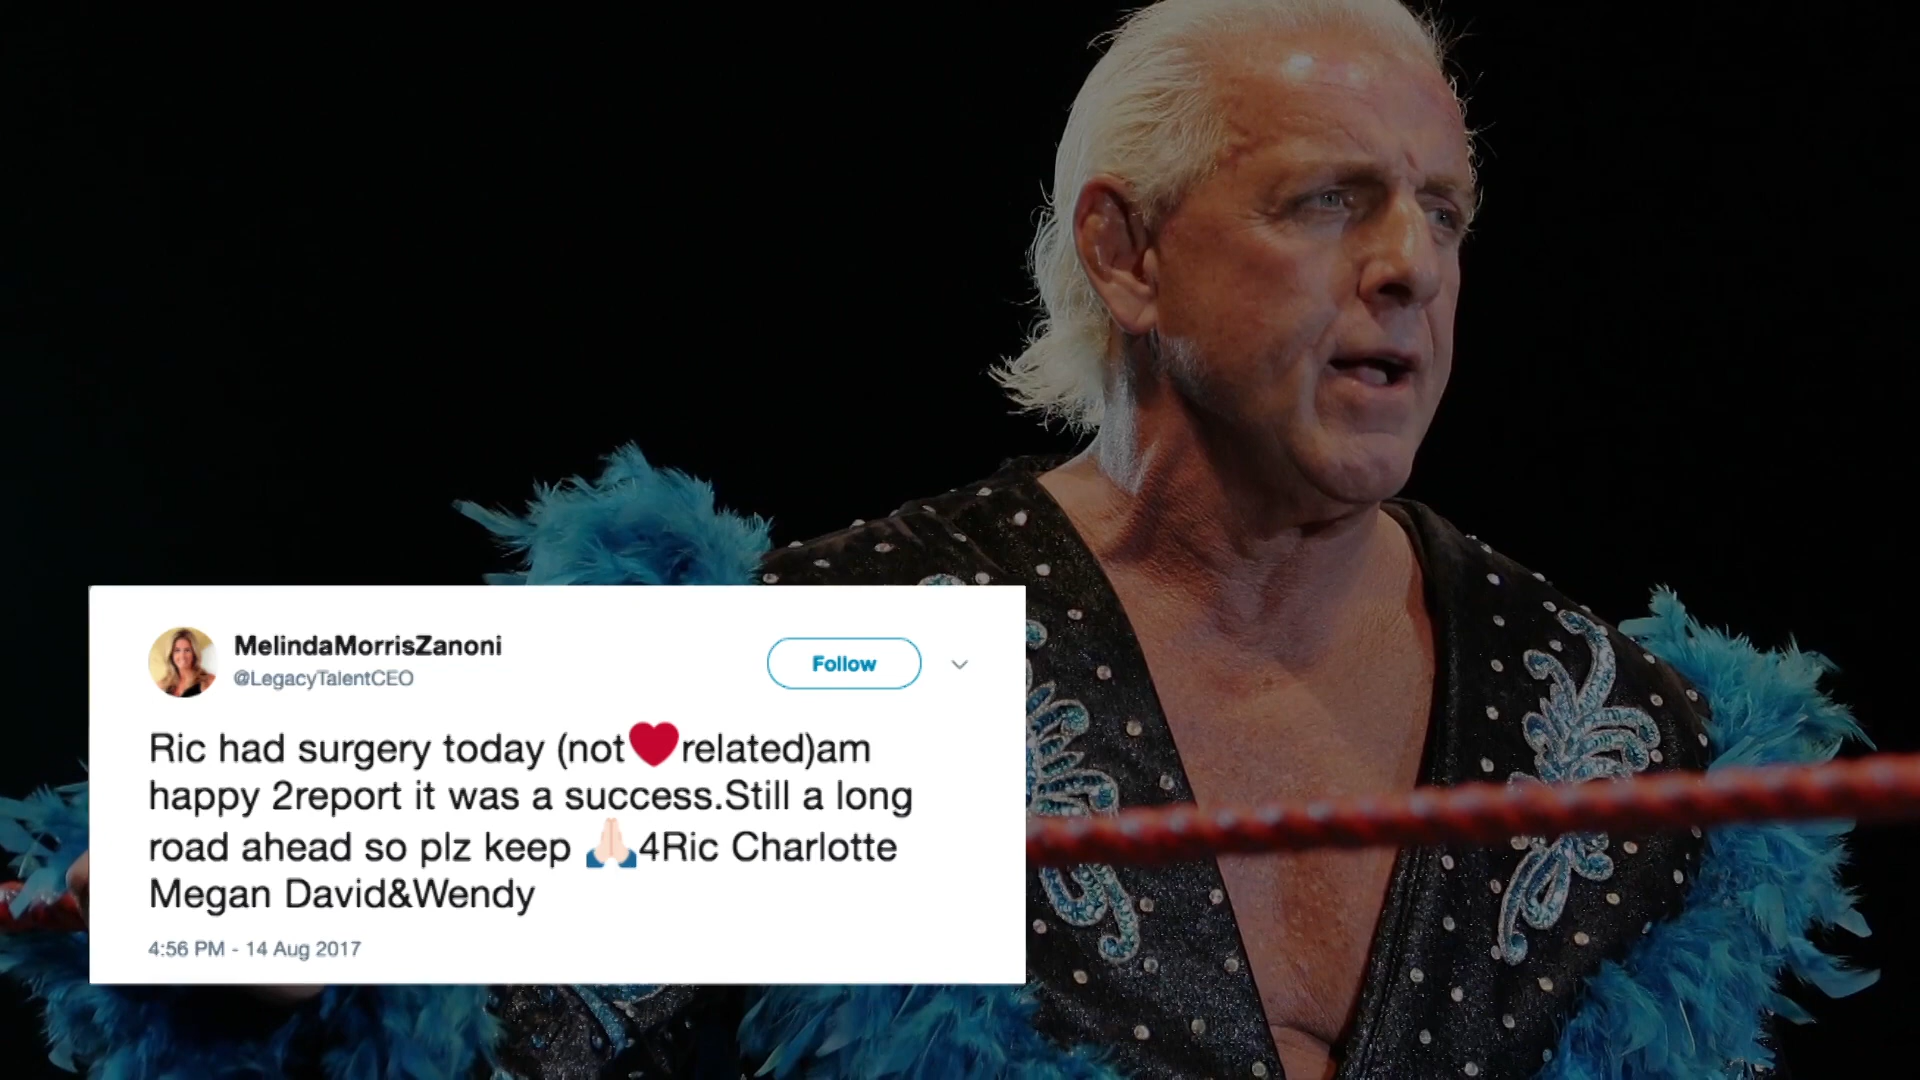 MelindaMorrisZanoni
@LegacyTalentCEO
Follow
Ric had surgery today (not❤️related)am
happy 2report it was a success.Still a long
road ahead so plz keep 🙏🏻4Ric Charlotte
Megan David&Wendy
4:56 PM - 14 Aug 2017